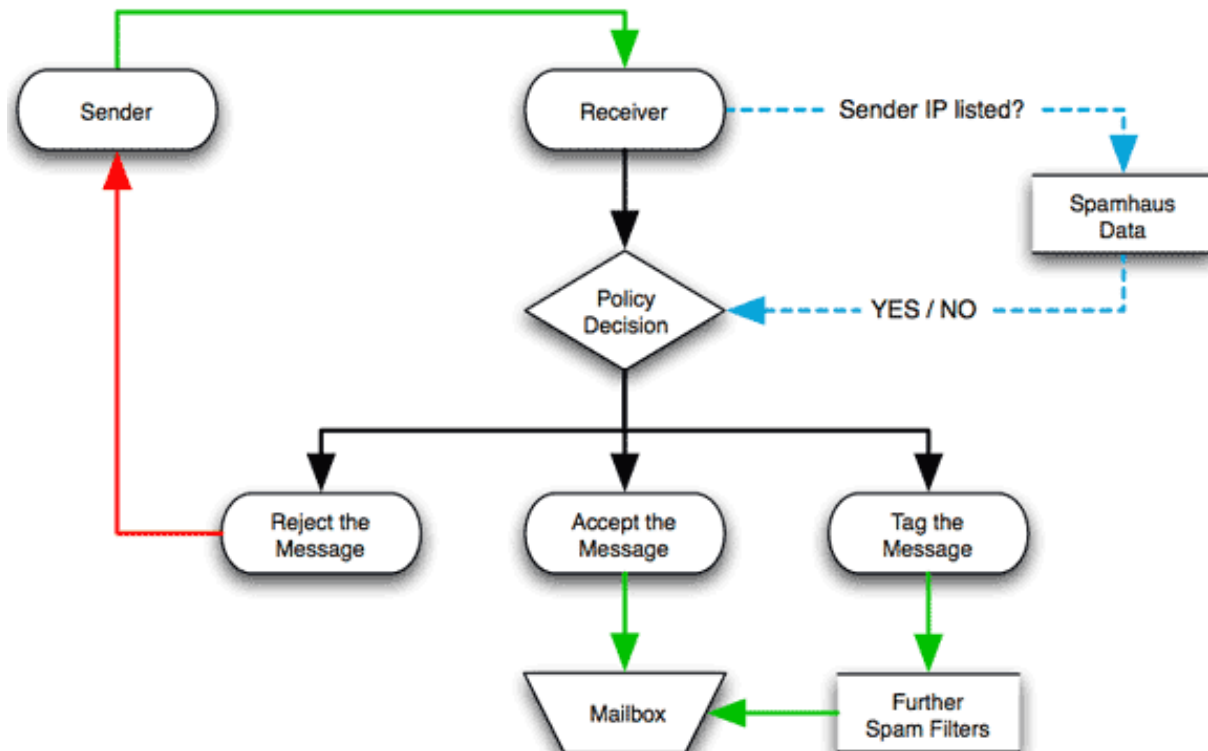 Sender
Receiver
Sender IP listed?
Spamhaus
Data
Policy
Decision
YES / NO
Reject the
Message
Accept the
Message
Tag the
Message
Mailbox
Further
Spam Filters